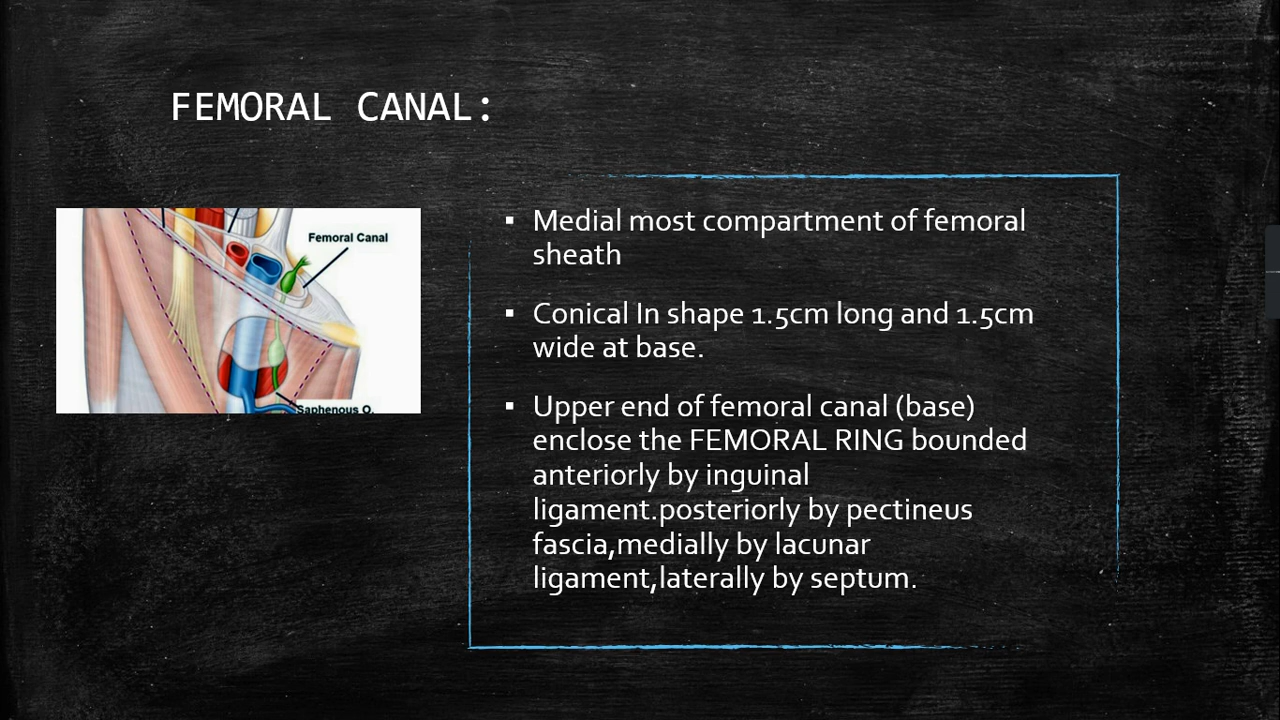 FEMORAL CANAL:
Femoral Canal
Saphenous O.
▪ Medial most compartment of femoral
sheath
▪ Conical In shape 1.5cm long and 1.5cm
wide at base.
▪ Upper end of femoral canal (base)
enclose the FEMORAL RING bounded
anteriorly by inguinal
ligament.posteriorly by pectineus
fascia,medially by lacunar
ligament,laterally by septum.